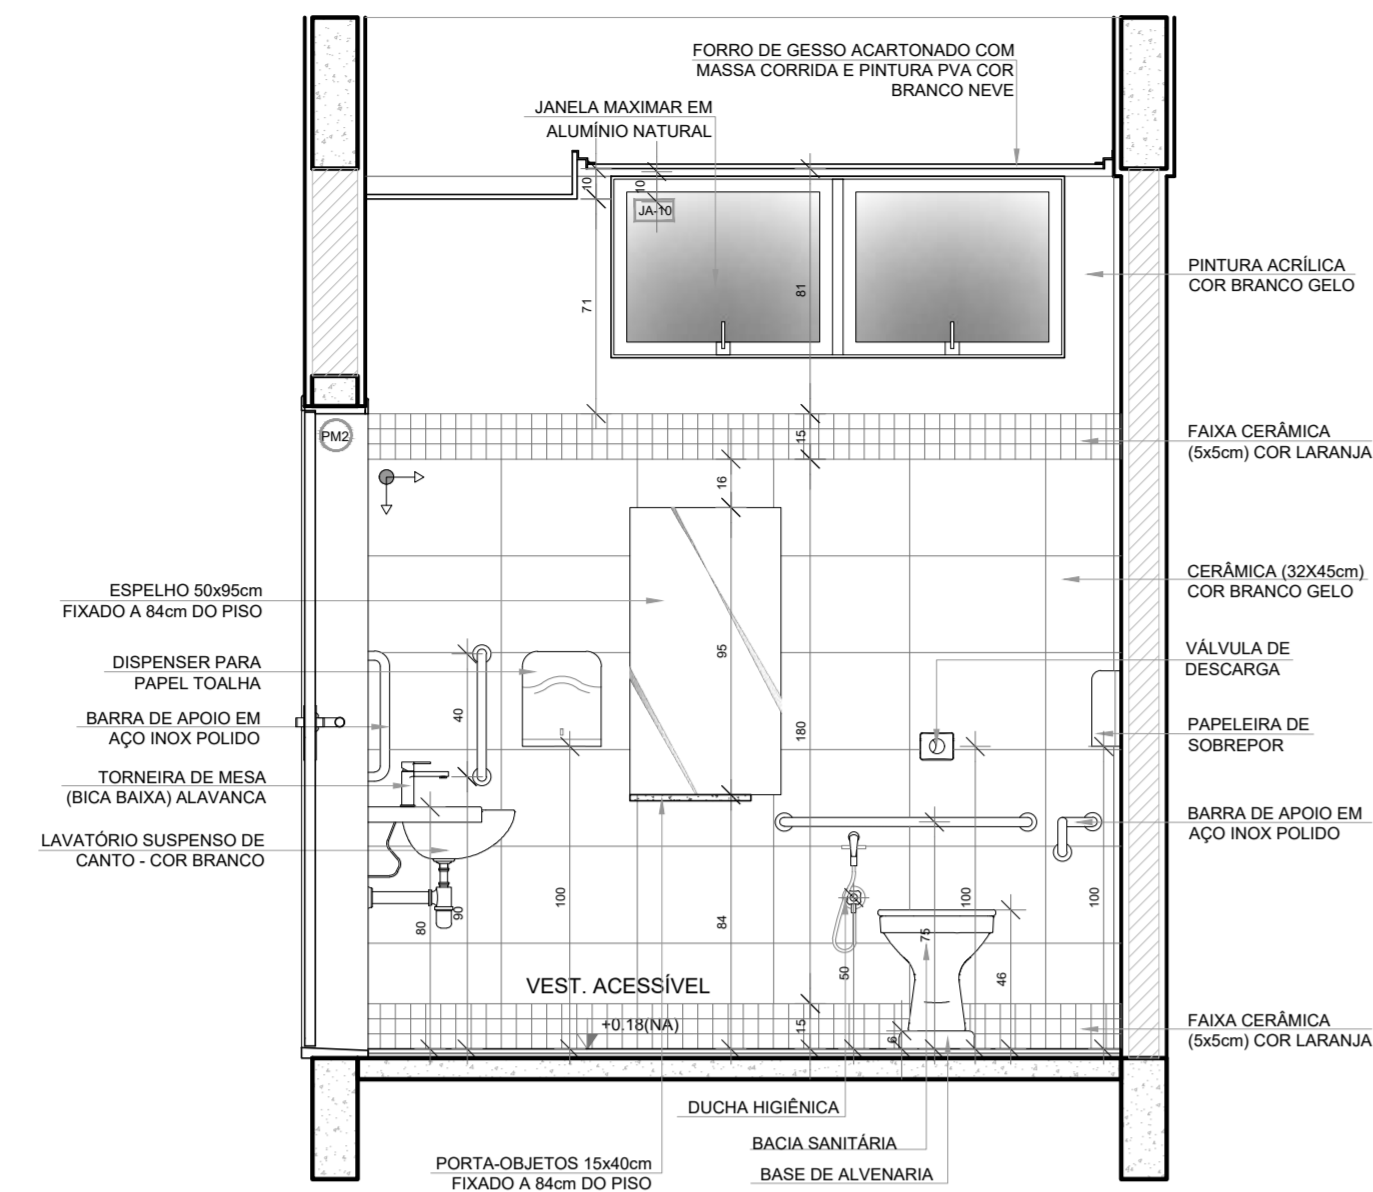 FORRO DE GESSO ACARTONADO COM
MASSA CORRIDA E PINTURA PVA COR
BRANCO NEVE
JANELA MAXIMAR EM
ALUMÍNIO NATURAL
10
10
JA-10
71
81
PINTURA ACRÍLICA
COR BRANCO GELO
PM2
15
FAIXA CERÂMICA
(5x5cm) COR LARANJA
16
ESPELHO 50x95cm
FIXADO A 84cm DO PISO
CERÂMICA (32X45cm)
COR BRANCO GELO
DISPENSER PARA
PAPEL TOALHA
95
VÁLVULA DE
DESCARGA
BARRA DE APOIO EM
AÇO INOX POLIDO
40
180
PAPELEIRA DE
SOBREPOR
TORNEIRA DE MESA
(BICA BAIXA) ALAVANCA
BARRA DE APOIO EM
AÇO INOX POLIDO
LAVATÓRIO SUSPENSO DE
CANTO - COR BRANCO
80
90
100
84
50
75
100
46
100
VEST. ACESSÍVEL
+0.18(NA)
15
6
FAIXA CERÂMICA
(5x5cm) COR LARANJA
DUCHA HIGIÊNICA
BACIA SANITÁRIA
PORTA-OBJETOS 15x40cm
FIXADO A 84cm DO PISO
BASE DE ALVENARIA